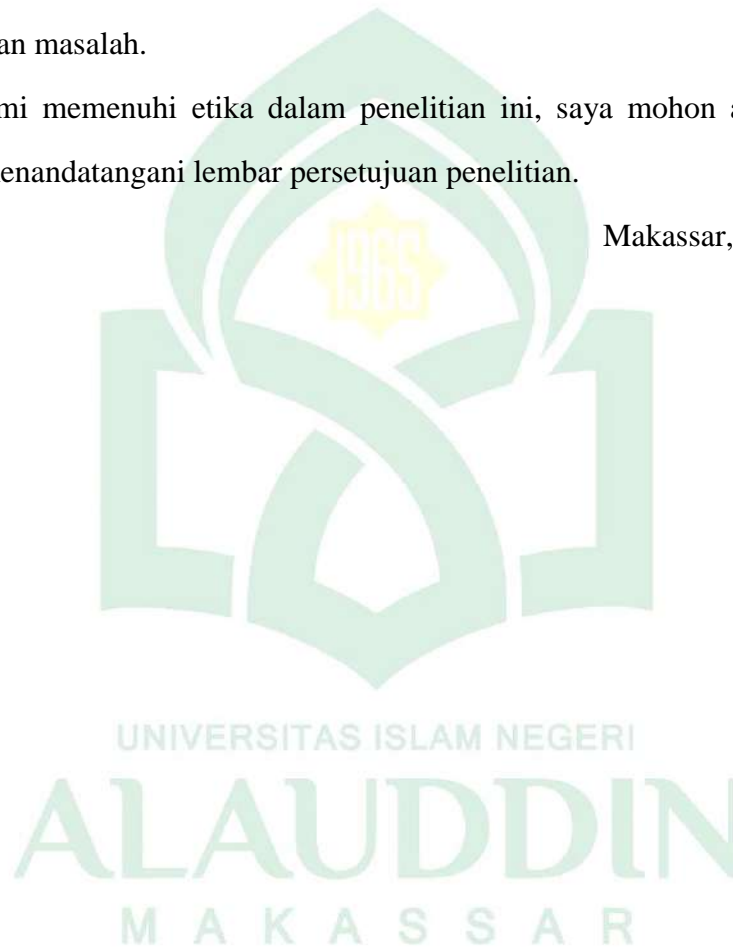 an masalah.
mi memenuhi etika dalam penelitian ini, saya mohon a
enandatangani lembar persetujuan penelitian.
Makassar,
1965
UNIVERSITAS ISLAM NEGERI
ALAUDDIN
MAKASSAR